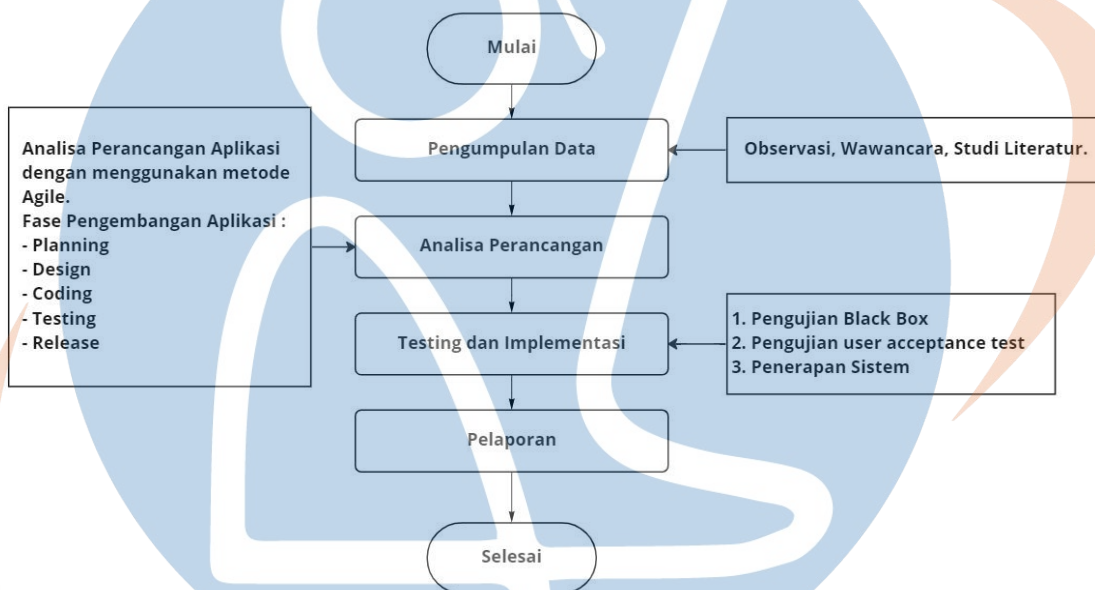 Mulai
Pengumpulan Data
Observasi, Wawancara, Studi Literatur.
Analisa Perancangan Aplikasi
dengan menggunakan metode
Agile.
Fase Pengembangan Aplikasi :
- Planning
- Design
- Coding
- Testing
- Release
Analisa Perancangan
Testing dan Implementasi
1. Pengujian Black Box
2. Pengujian user acceptance test
3. Penerapan Sistem
Pelaporan
Selesai